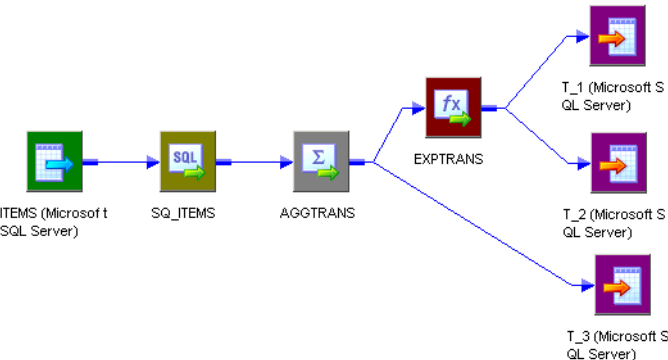 T_1 (Microsoft S
QL Server)
fx
EXPTRANS
SQL
Σ
ITEMS (Microsof t
SQL Server)
SQ_ITEMS
AGGTRANS
T_2 (Microsoft S
QL Server)
T_3 (Microsoft S
QL Server)